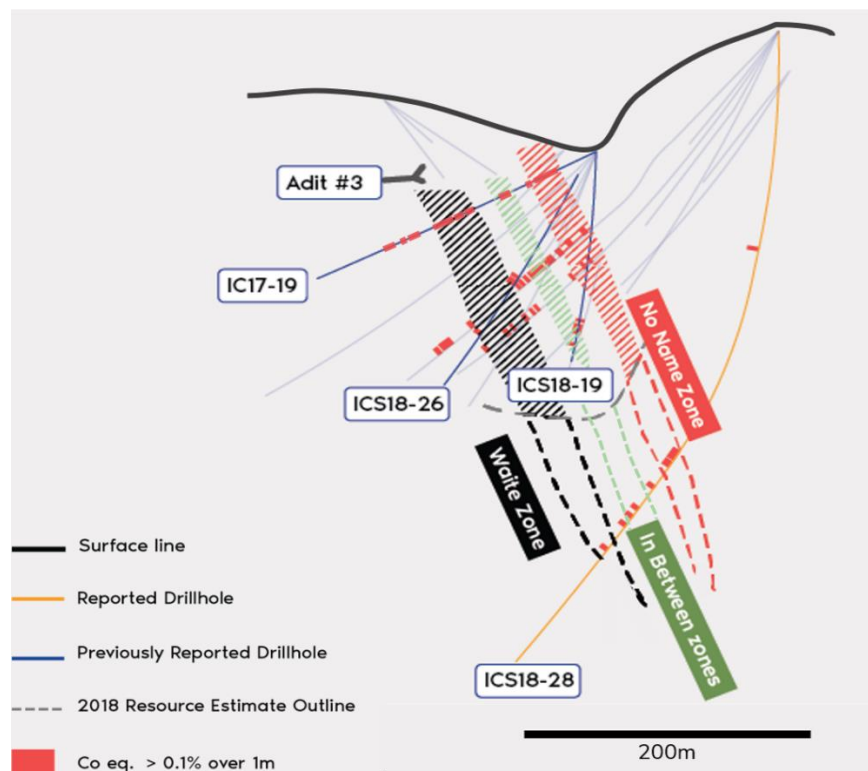 Adit #3
IC17-19
ICS18-26
ICS18-19
No Name Zone
Waite Zone
In Between zones
ICS18-28
Surface line
Reported Drillhole
Previously Reported Drillhole
2018 Resource Estimate Outline
Co eq. > 0.1% over 1m
200m